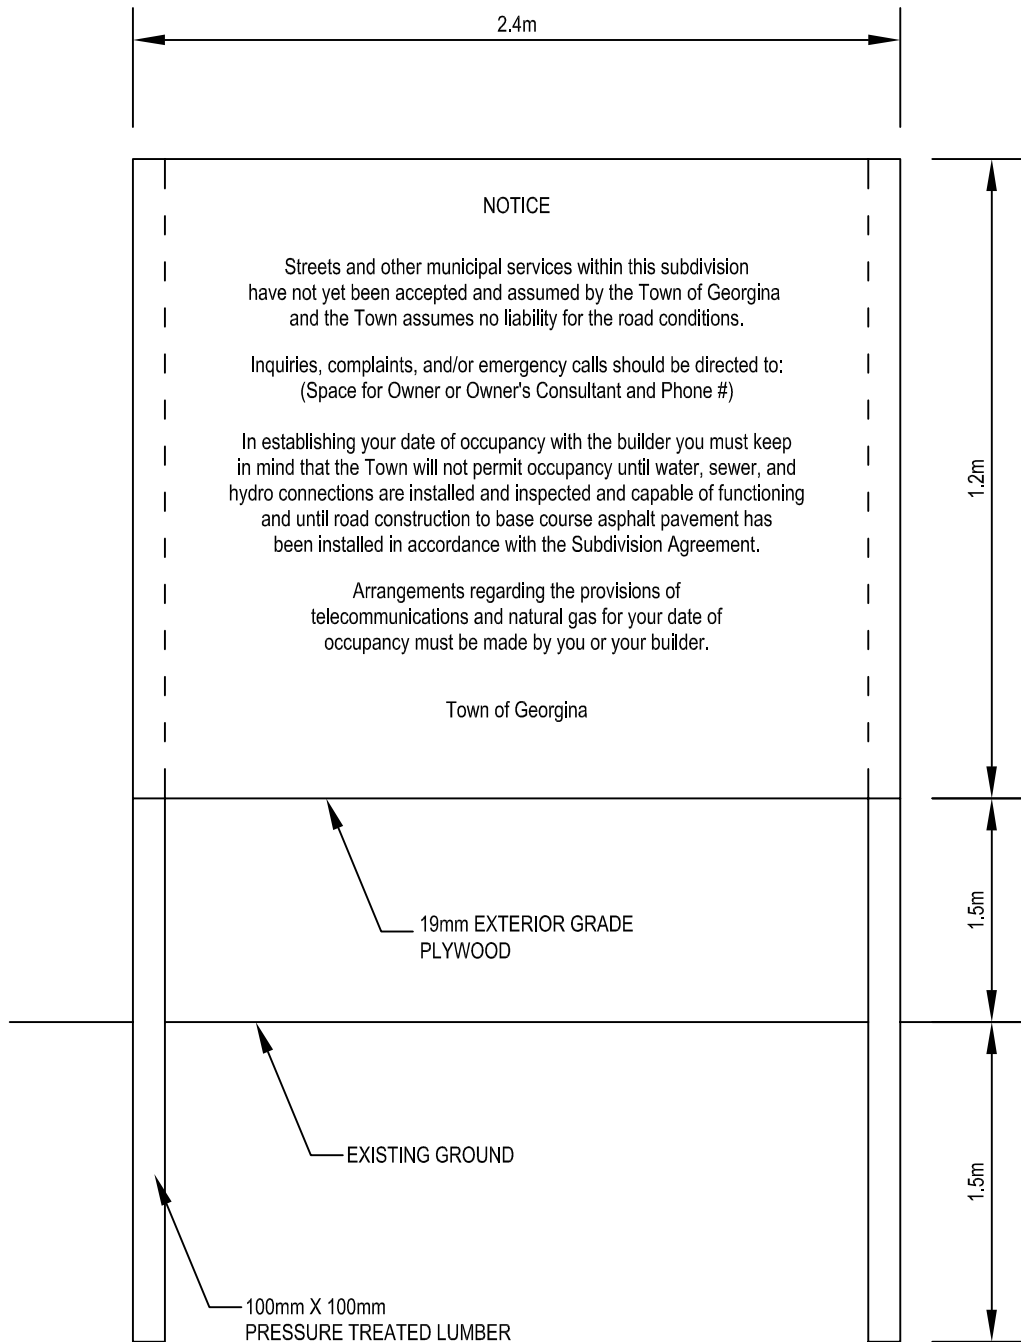 2.4m
NOTICE
Streets and other municipal services within this subdivision
have not yet been accepted and assumed by the Town of Georgina
and the Town assumes no liability for the road conditions.
Inquiries, complaints, and/or emergency calls should be directed to:
(Space for Owner or Owner's Consultant and Phone #)
In establishing your date of occupancy with the builder you must keep
in mind that the Town will not permit occupancy until water, sewer, and
hydro connections are installed and inspected and capable of functioning
and until road construction to base course asphalt pavement has
been installed in accordance with the Subdivision Agreement.
Arrangements regarding the provisions of
telecommunications and natural gas for your date of
occupancy must be made by you or your builder.
Town of Georgina
1.2m
19mm EXTERIOR GRADE
PLYWOOD
1.5m
EXISTING GROUND
1.5m
100mm X 100mm
PRESSURE TREATED LUMBER